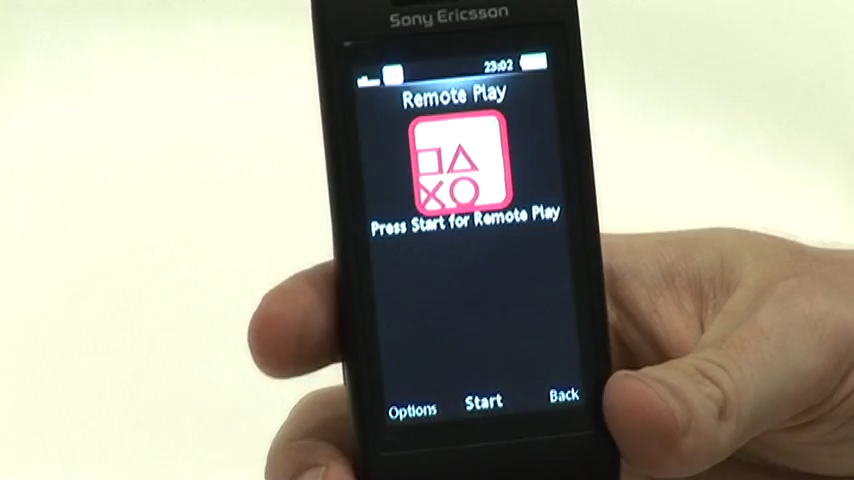 Sony Ericsson
23:02
Remote Play
Press Start for Remote Play
Options Start Back